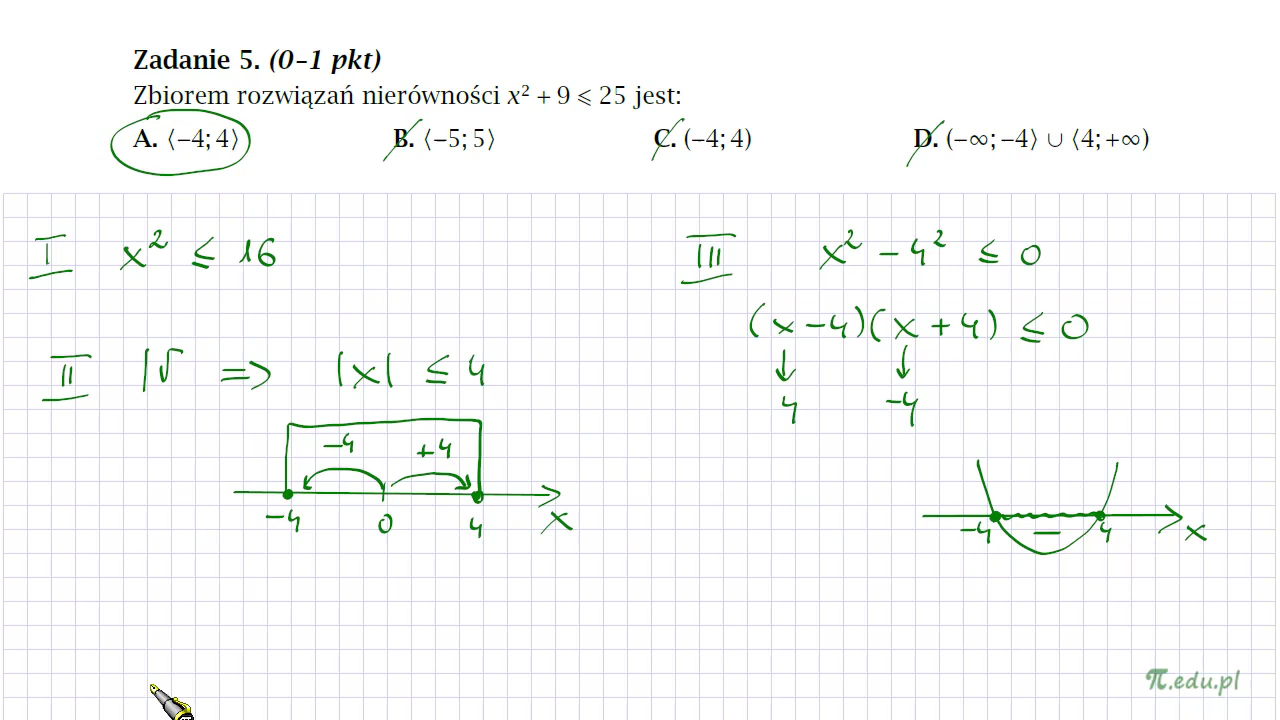 Zadanie 5. (0–1 pkt)
Zbiorem rozwiązań nierówności x² + 9 ⩽ 25 jest:
A. ⟨−4; 4⟩ B. ⟨−5; 5⟩ C. (−4; 4) D. (−∞; −4⟩ ∪ ⟨4; +∞)
I x² ≤ 16
II |√ => |x| ≤ 4
−4 +4
−4 0 4 x
III x² − 4² ≤ 0
(x − 4)(x + 4) ≤ 0
↓ ↓
4 −4
−4 − 4 x
π.edu.pl